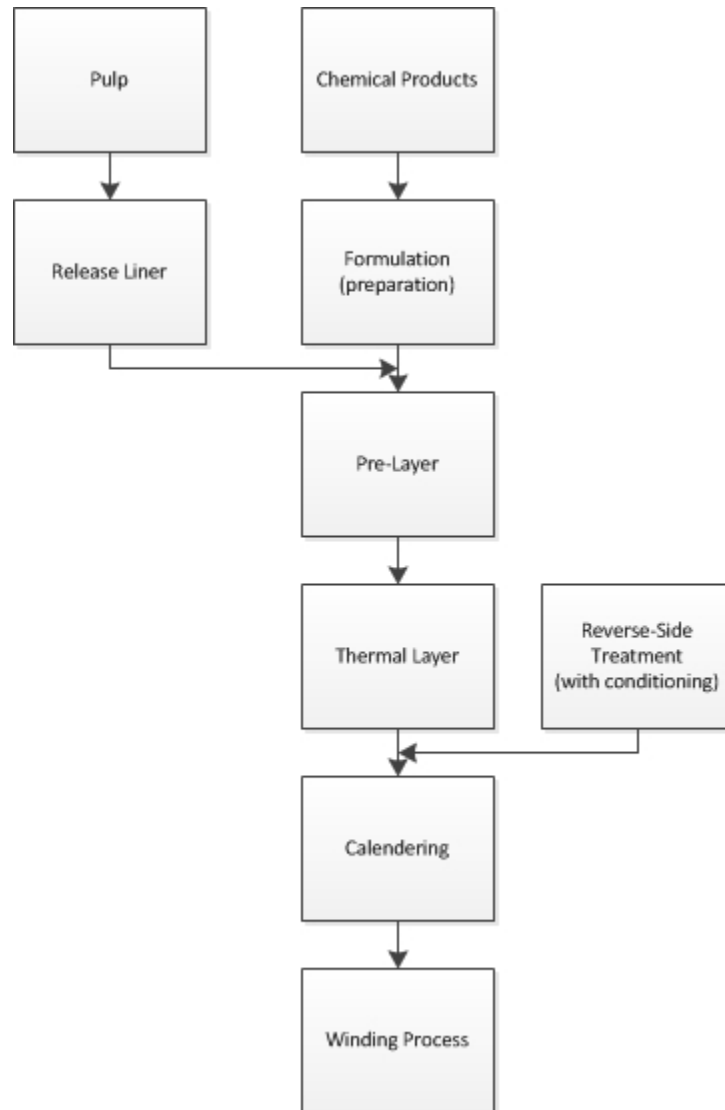 Pulp
Chemical Products
Release Liner
Formulation
(preparation)
Pre-Layer
Thermal Layer
Reverse-Side
Treatment
(with conditioning)
Calendering
Winding Process